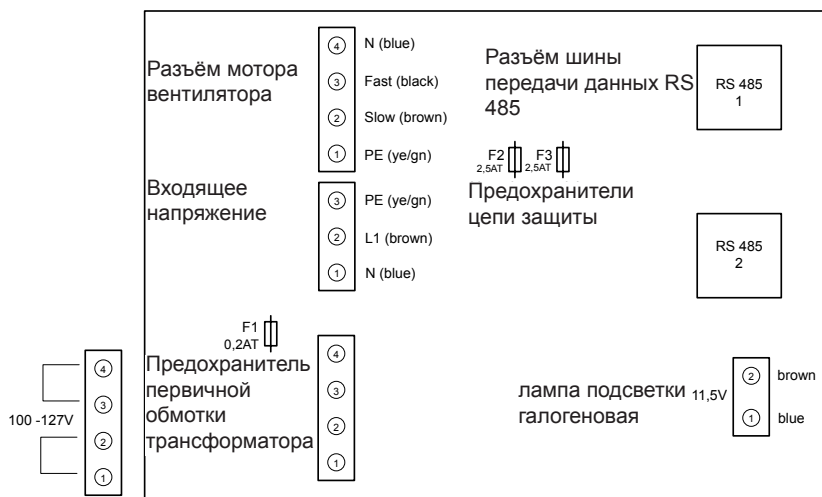 Разъём мотора
вентилятора
4 N (blue)
3 Fast (black)
2 Slow (brown)
1 PE (ye/gn)
Разъём шины
передачи данных RS
485
RS 485
1
F2
2,5AT
F3
2,5AT
Предохранители
цепи защиты
Входящее
напряжение
3 PE (ye/gn)
2 L1 (brown)
1 N (blue)
RS 485
2
F1
0,2AT
Предохранитель
первичной
обмотки
трансформатора
4
3
2
1
100 -127V
4
3
2
1
лампа подсветки
галогеновая
11,5V
2 brown
1 blue